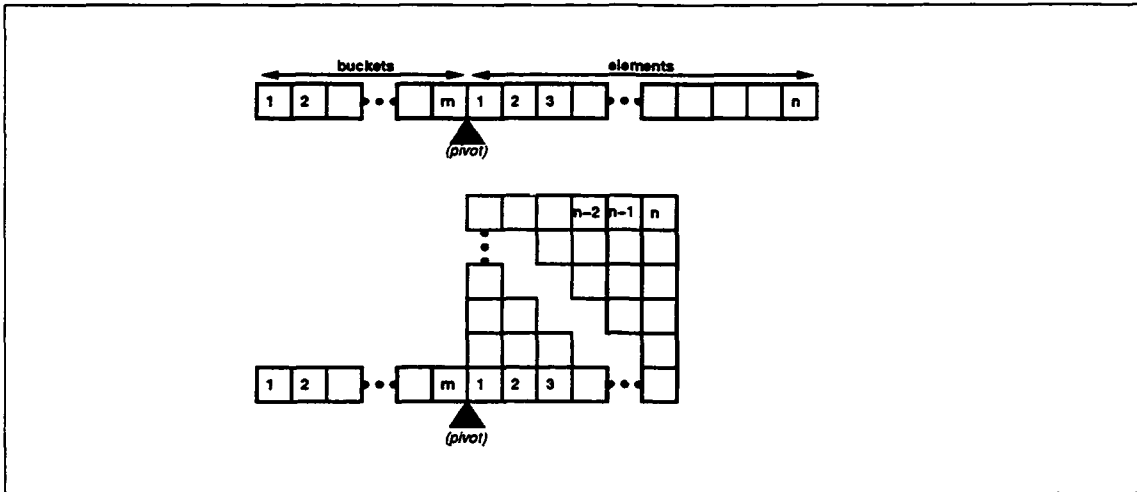 buckets elements
1 2 m 1 2 3 n
(pivot)
n-2 n-1 n
1 2 m 1 2 3
(pivot)